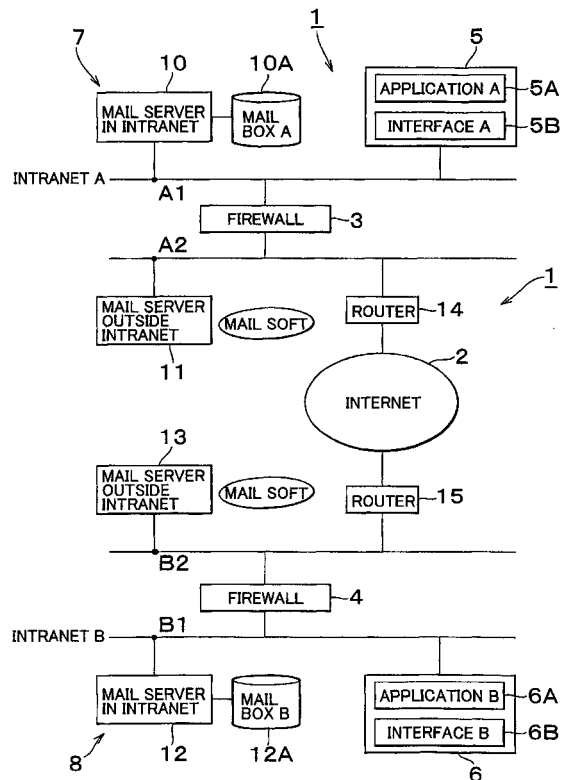 1
7
10
10A
5
MAIL SERVER
IN INTRANET
MAIL
BOX A
APPLICATION A
5A
INTERFACE A
5B
INTRANET A
A1
FIREWALL
3
A2
1
MAIL SERVER
OUTSIDE
INTRANET
MAIL SOFT
ROUTER
14
11
2
INTERNET
13
MAIL SERVER
OUTSIDE
INTRANET
MAIL SOFT
ROUTER
15
B2
FIREWALL
4
B1
INTRANET B
MAIL SERVER
IN INTRANET
MAIL
BOX B
APPLICATION B
6A
INTERFACE B
6B
8
12
12A
6